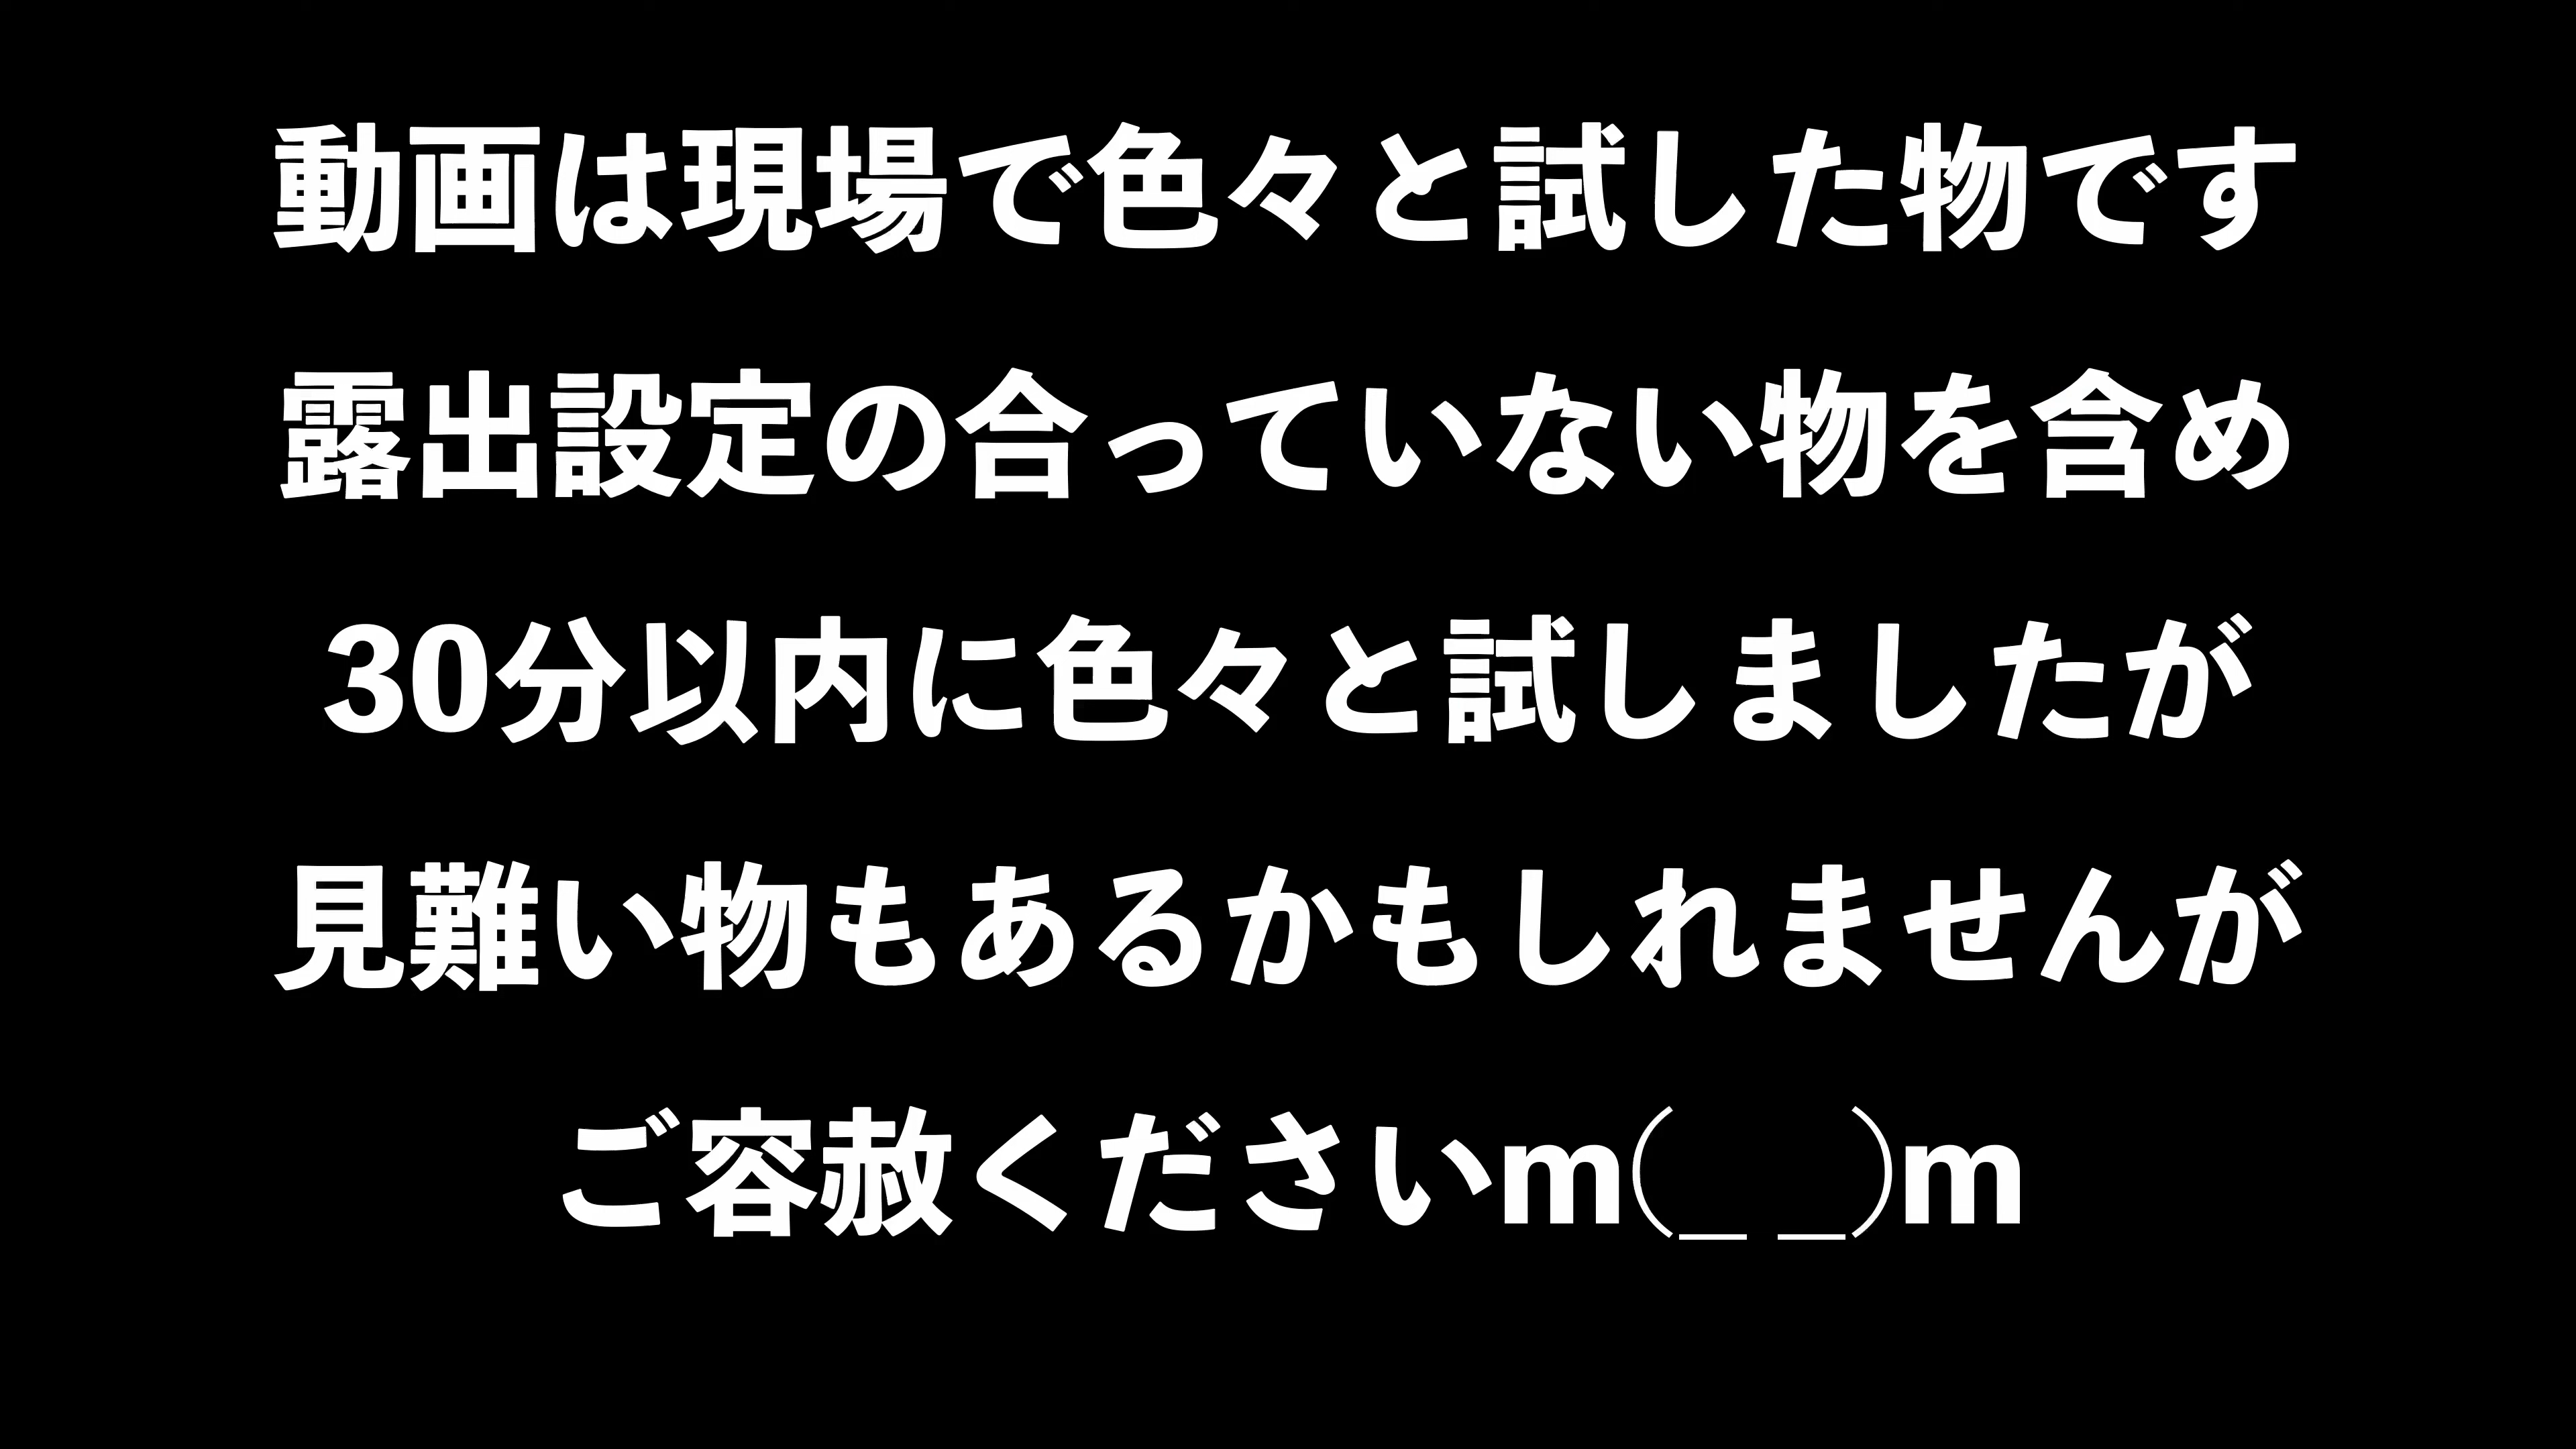 動画は現場で色々と試した物です
露出設定の合っていない物を含め
30分以内に色々と試しましたが
見難い物もあるかもしれませんが
ご容赦くださいm(_ _)m